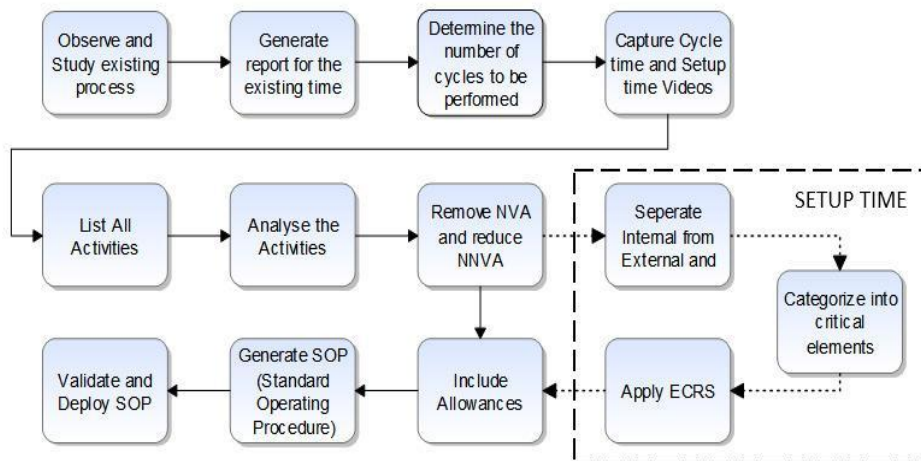 Observe and
Study existing
process
Generate
report for the
existing time
Determine the
number of
cycles to be
performed
Capture Cycle
time and Setup
time Videos
SETUP TIME
List All
Activities
Analyse the
Activities
Remove NVA
and reduce
NNVA
Seperate
Internal from
External and
Categorize into
critical
elements
Validate and
Deploy SOP
Generate SOP
(Standard
Operating
Procedure)
Include
Allowances
Apply ECRS